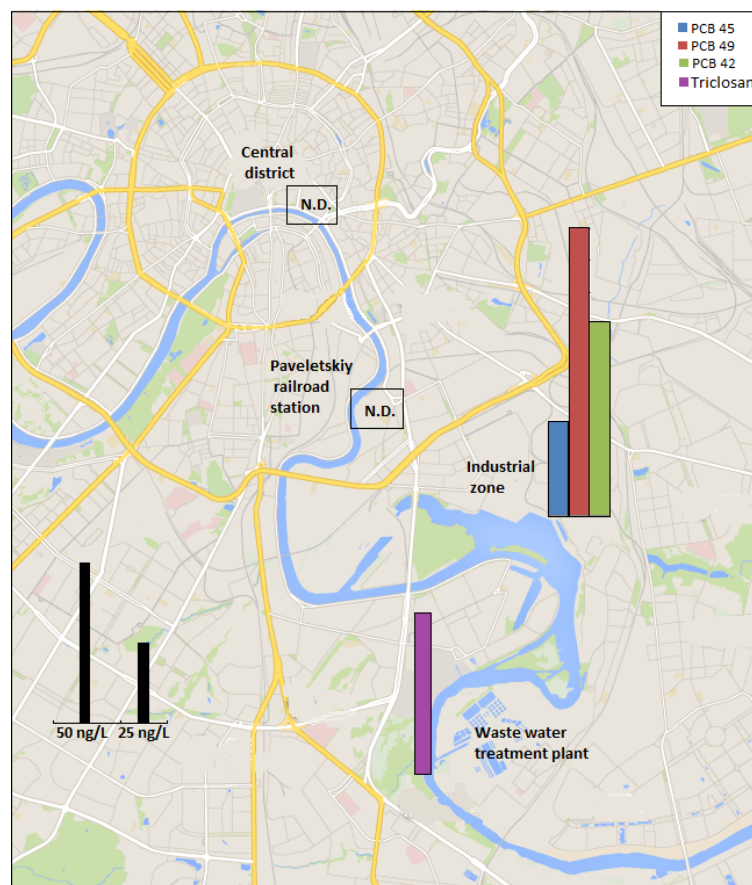 PCB 45
PCB 49
PCB 42
Triclosan
Central
district
N.D.
Paveletskiy
railroad
station
N.D.
Industrial
zone
50 ng/L
25 ng/L
Waste water
treatment plant